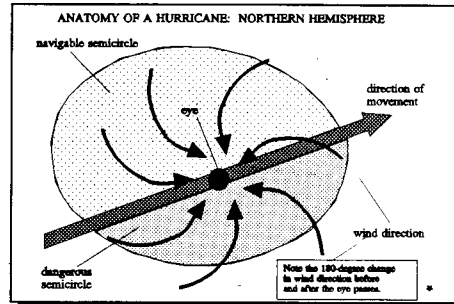 ANATOMY OF A HURRICANE: NORTHERN HEMISPHERE
navigable semicircle
direction of
movement
eye
wind direction
dangerous
semicircle
Note the 180-degree change
in wind direction before
and after the eye passes.